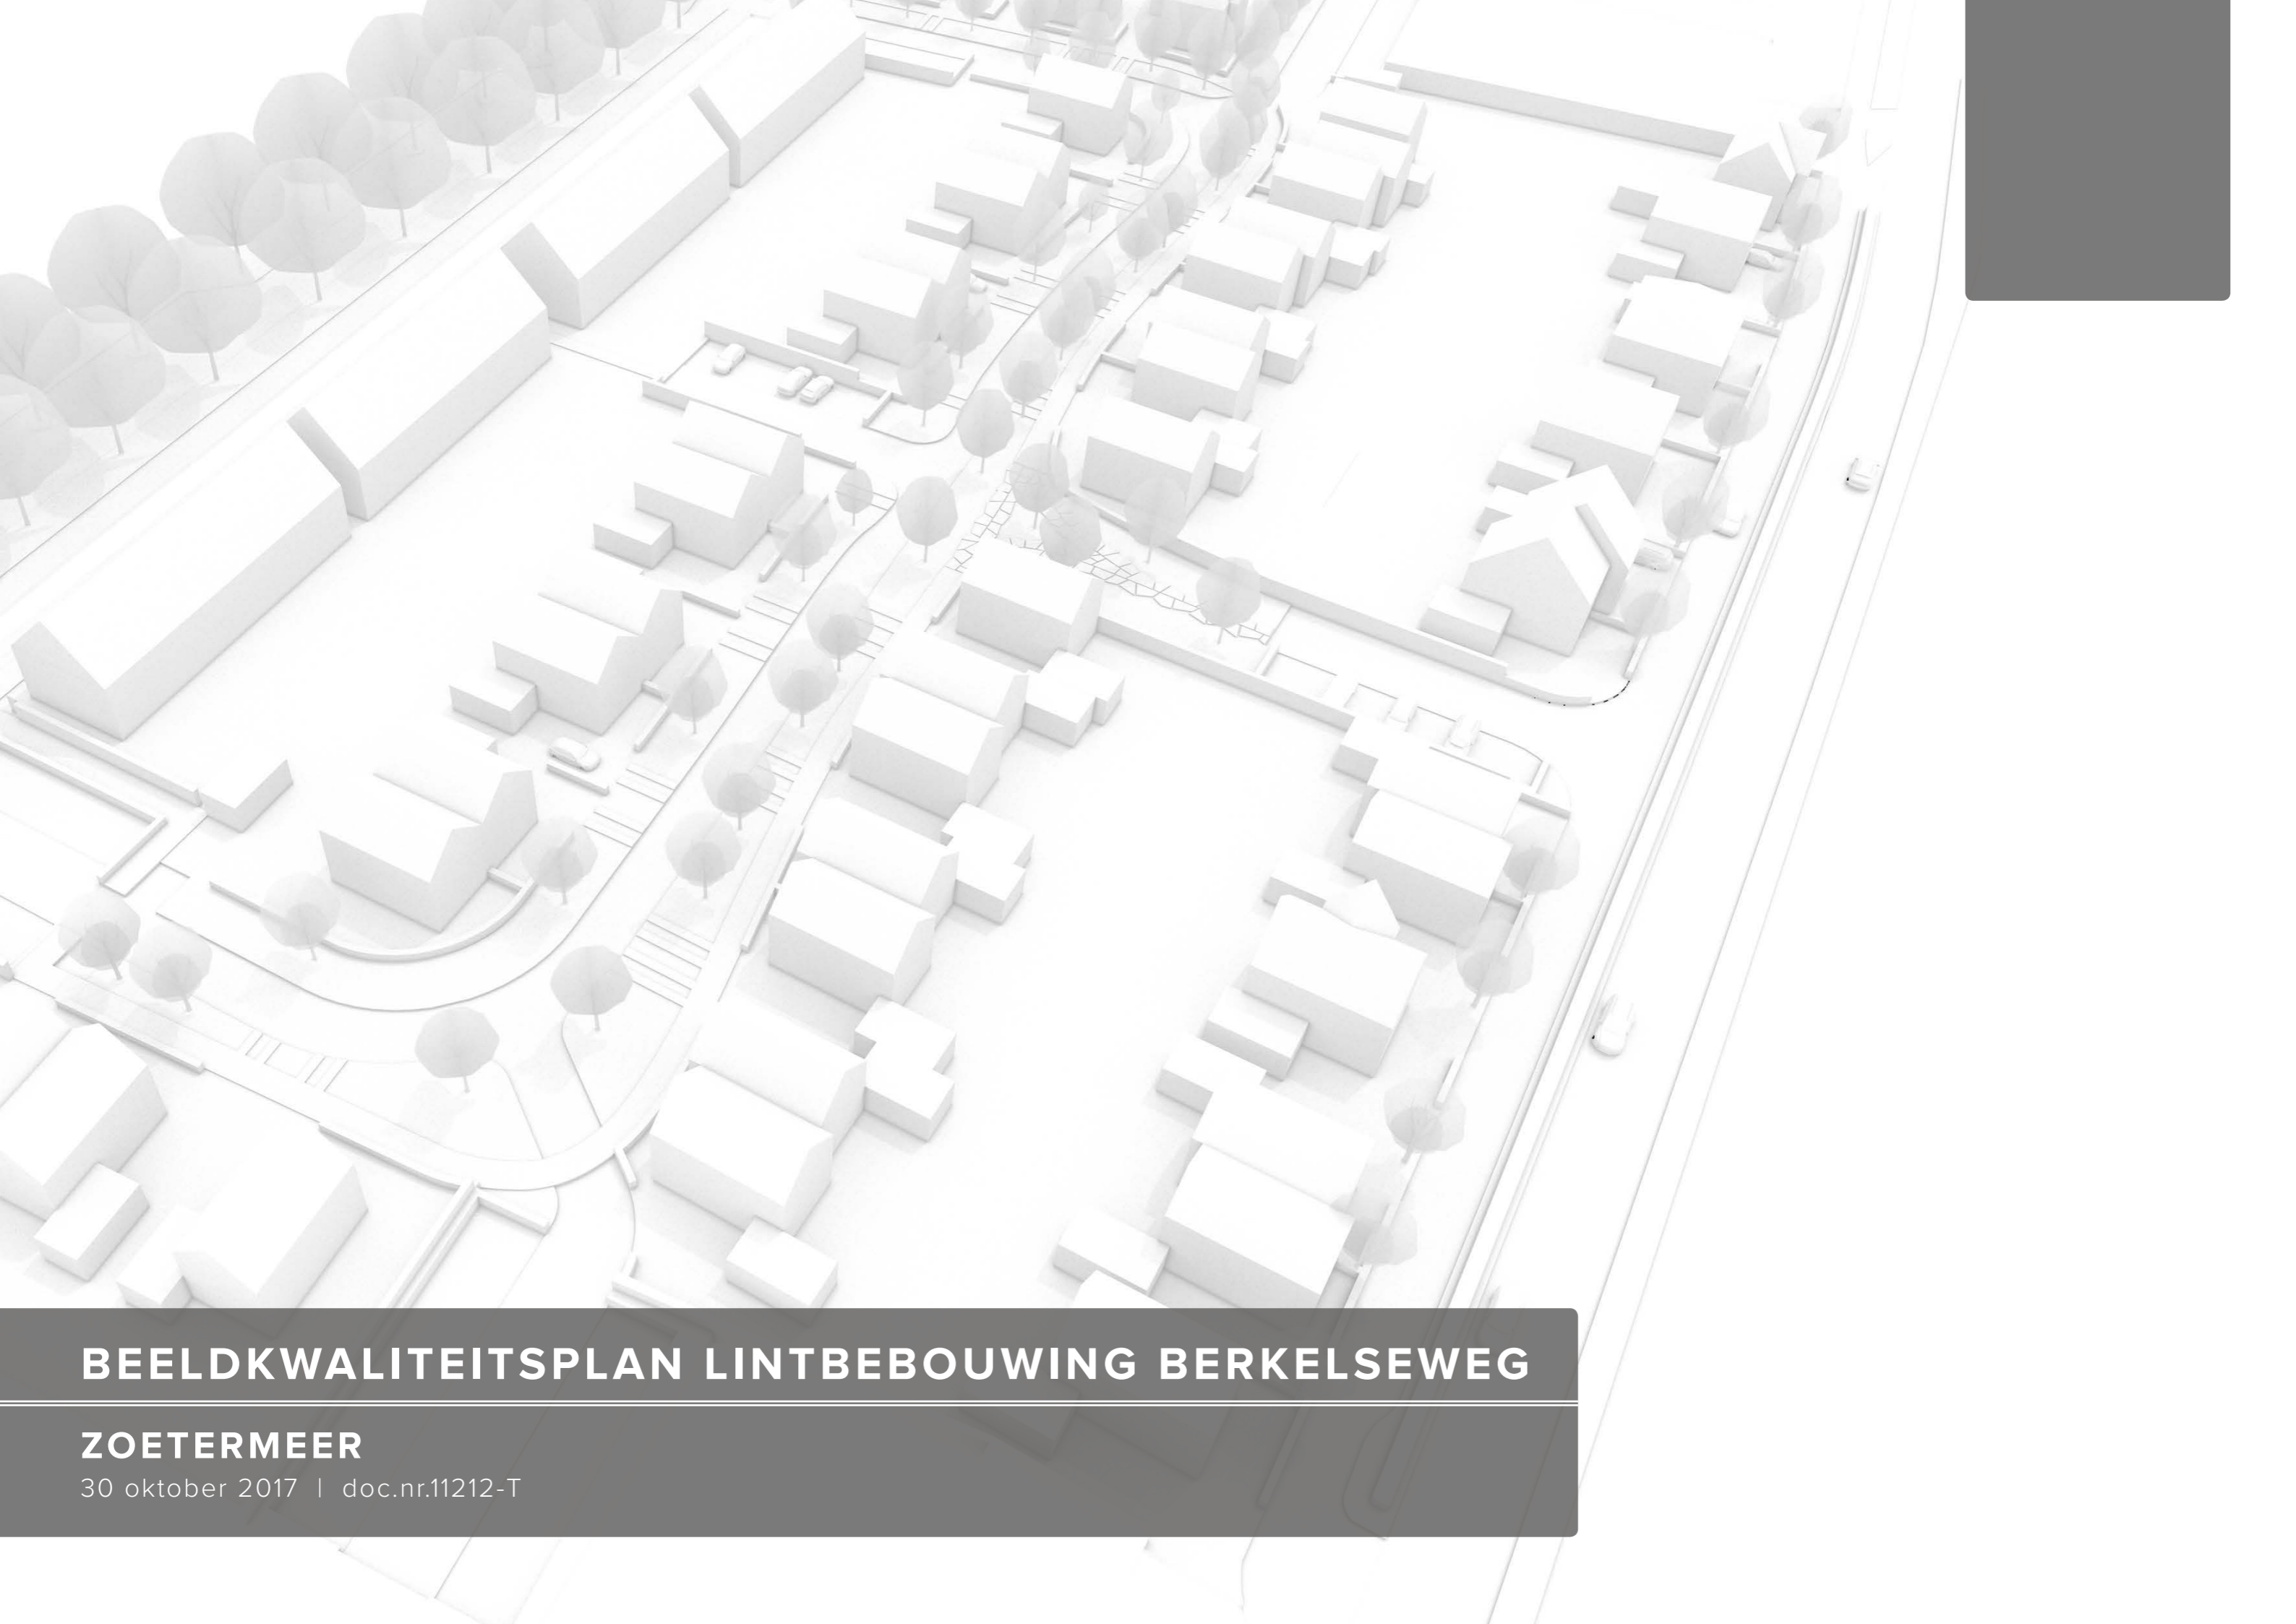 BEELDKWALITEITSPLAN LINTBEBOUWING BERKELSEWEG
ZOETERMEER
30 oktober 2017 | doc.nr.11212-T